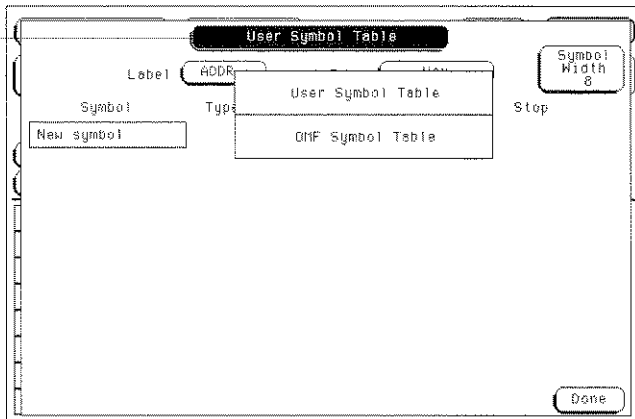 User Symbol Table
Label ADDR
Symbol Width 8
User Symbol Table
Symbol Stop
New symbol
OMF Symbol Table
Done